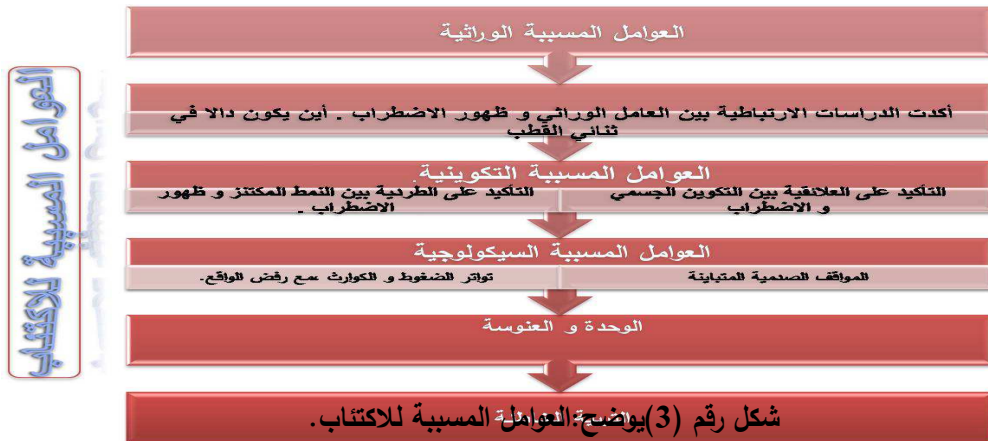 العوامل المسببة للاكتئاب
العوامل المسببة الوراثية
أكدت الدراسات الارتباطية بين العامل الوراثي و ظهور الاضطراب . أين يكون دالا في
ثنائي القطب
العوامل المسببة التكوينية
التأكيد على العلائقية بين التكوين الجسمي
و الاضطراب
التأكيد على الطردية بين النمط المكتنز و ظهور
الاضطراب .
العوامل المسببة السيكولوجية
المواقف الصدمية المتباينة
تواتر الضغوط و الكوارث مع رفض الواقع.
الوحدة و العنوسة
شكل رقم (3)يوضح:العوامل المسببة للاكتئاب.